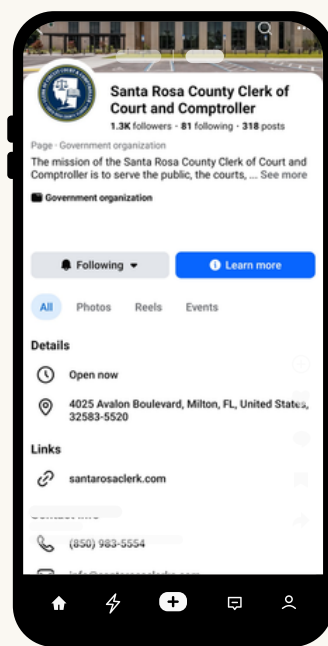 Santa Rosa County Clerk of
Court and Comptroller
1.3K followers · 81 following · 318 posts
Page · Government organization
The mission of the Santa Rosa County Clerk of Court and
Comptroller is to serve the public, the courts, ... See more
Government organization
Following
Learn more
All
Photos
Reels
Events
Details
Open now
4025 Avalon Boulevard, Milton, FL, United States,
32583-5520
Links
santarosaclerk.com
(850) 983-5554